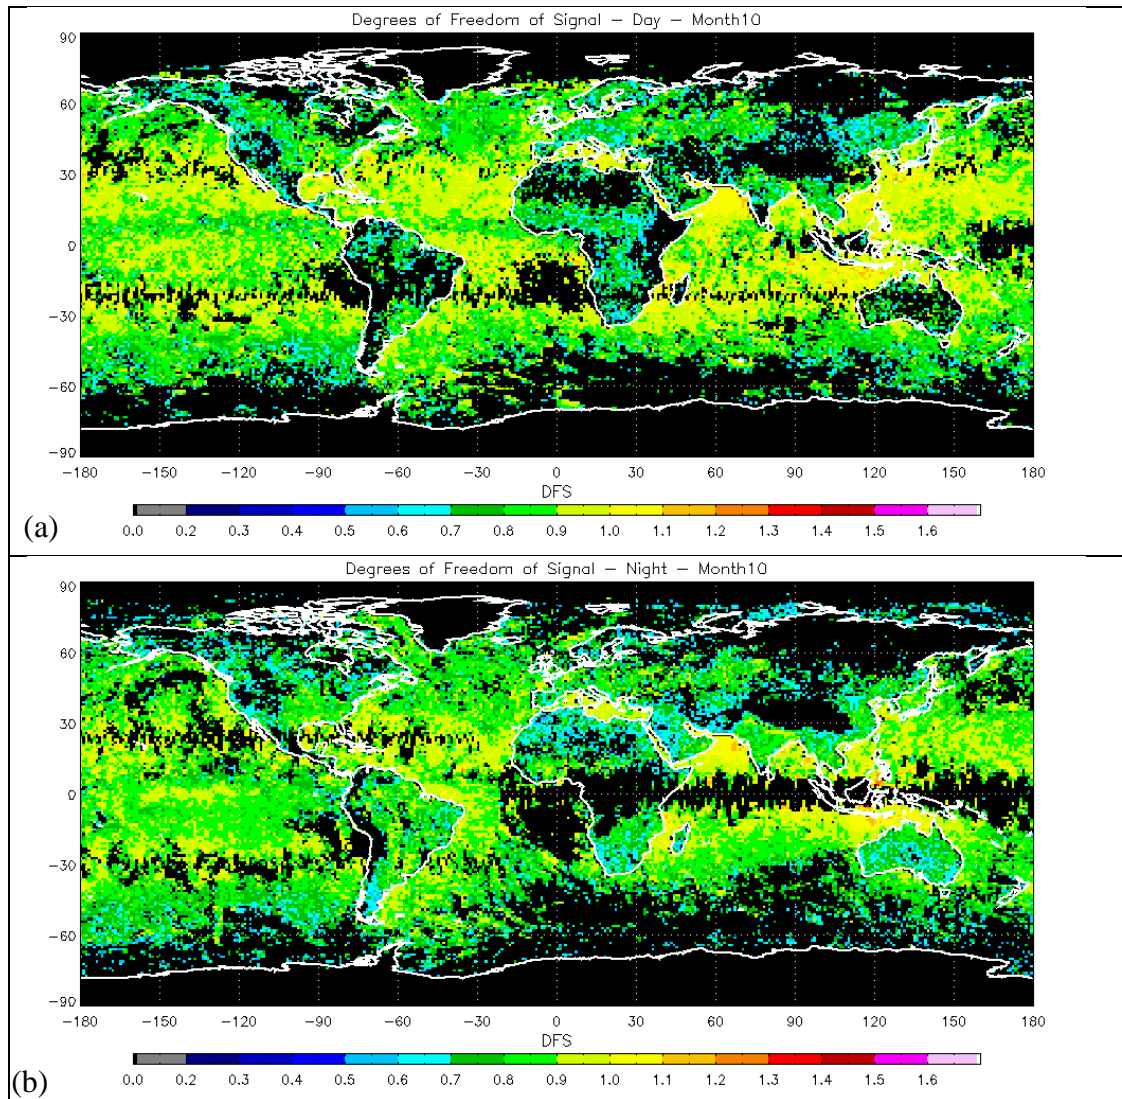 Degrees of Freedom of Signal – Day – Month10
90
60
30
0
−30
−60
−90
−180 −150 −120 −90 −60 −30 0 30 60 90 120 150 180
DFS
0.0 0.2 0.3 0.4 0.5 0.6 0.7 0.8 0.9 1.0 1.1 1.2 1.3 1.4 1.5 1.6
(a)
Degrees of Freedom of Signal – Night – Month10
90
60
30
0
−30
−60
−90
−180 −150 −120 −90 −60 −30 0 30 60 90 120 150 180
DFS
0.0 0.2 0.3 0.4 0.5 0.6 0.7 0.8 0.9 1.0 1.1 1.2 1.3 1.4 1.5 1.6
(b)